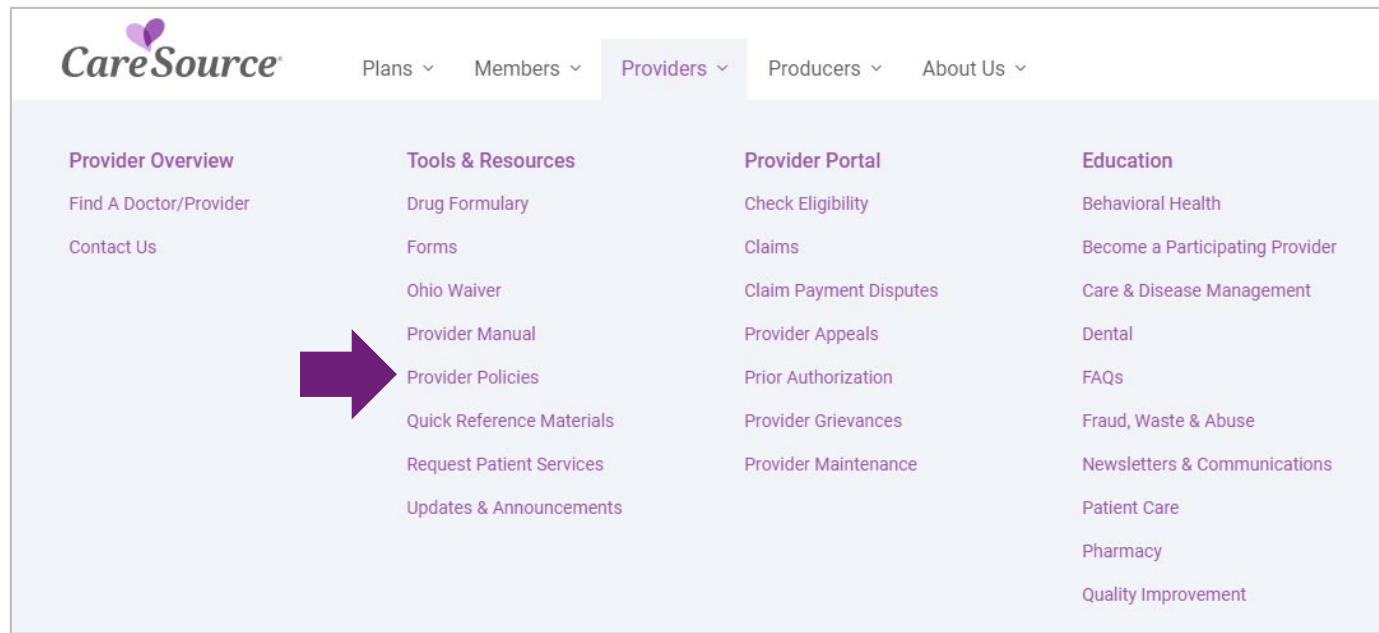 CareSource®
Plans
Members
Providers
Producers
About Us
Provider Overview
Find A Doctor/Provider
Contact Us
Tools & Resources
Drug Formulary
Forms
Ohio Waiver
Provider Manual
Provider Policies
Quick Reference Materials
Request Patient Services
Updates & Announcements
Provider Portal
Check Eligibility
Claims
Claim Payment Disputes
Provider Appeals
Prior Authorization
Provider Grievances
Provider Maintenance
Education
Behavioral Health
Become a Participating Provider
Care & Disease Management
Dental
FAQs
Fraud, Waste & Abuse
Newsletters & Communications
Patient Care
Pharmacy
Quality Improvement